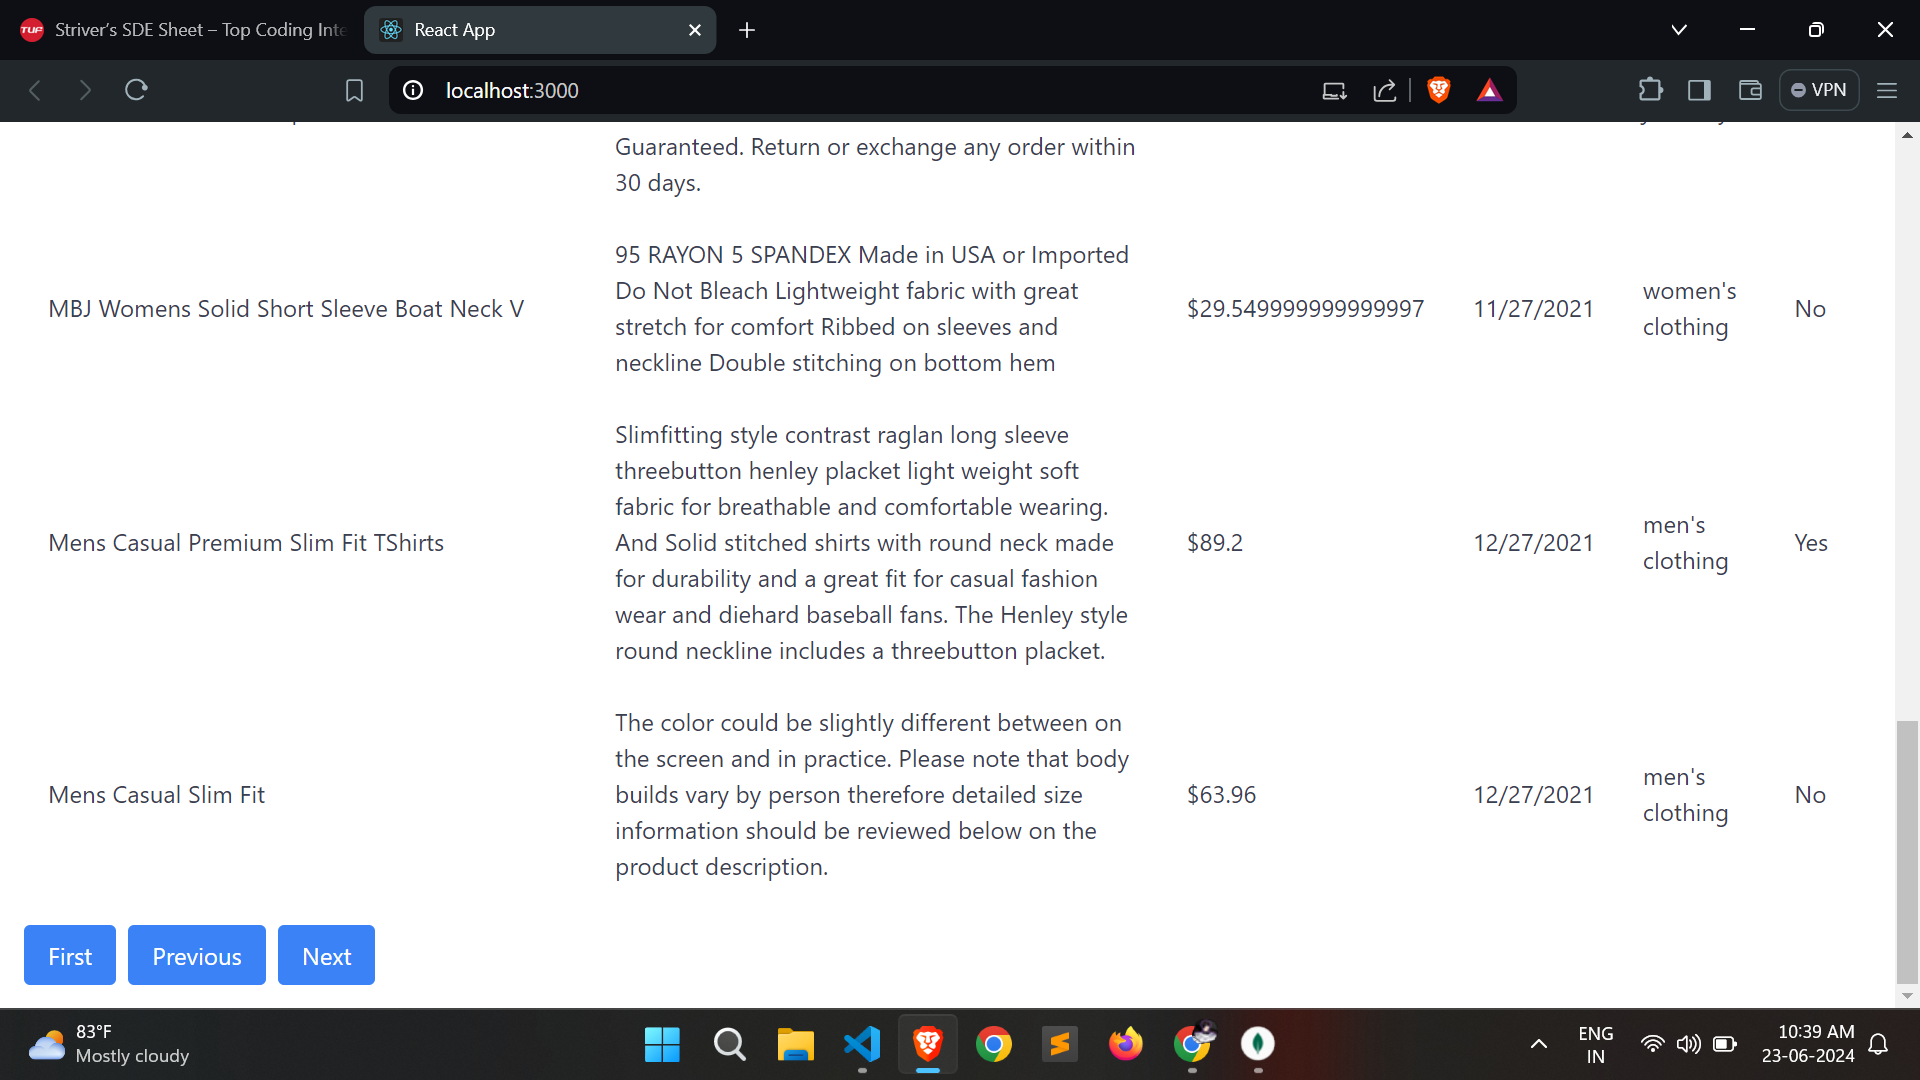 TUF Striver's SDE Sheet – Top Coding Inte
React App
localhost:3000
VPN
Guaranteed. Return or exchange any order within
30 days.
MBJ Womens Solid Short Sleeve Boat Neck V
95 RAYON 5 SPANDEX Made in USA or Imported
Do Not Bleach Lightweight fabric with great
stretch for comfort Ribbed on sleeves and
neckline Double stitching on bottom hem
$29.549999999999997
11/27/2021
women's
clothing
No
Mens Casual Premium Slim Fit TShirts
Slimfitting style contrast raglan long sleeve
threebutton henley placket light weight soft
fabric for breathable and comfortable wearing.
And Solid stitched shirts with round neck made
for durability and a great fit for casual fashion
wear and diehard baseball fans. The Henley style
round neckline includes a threebutton placket.
$89.2
12/27/2021
men's
clothing
Yes
Mens Casual Slim Fit
The color could be slightly different between on
the screen and in practice. Please note that body
builds vary by person therefore detailed size
information should be reviewed below on the
product description.
$63.96
12/27/2021
men's
clothing
No
First
Previous
Next
83°F
Mostly cloudy
ENG
IN
10:39 AM
23-06-2024